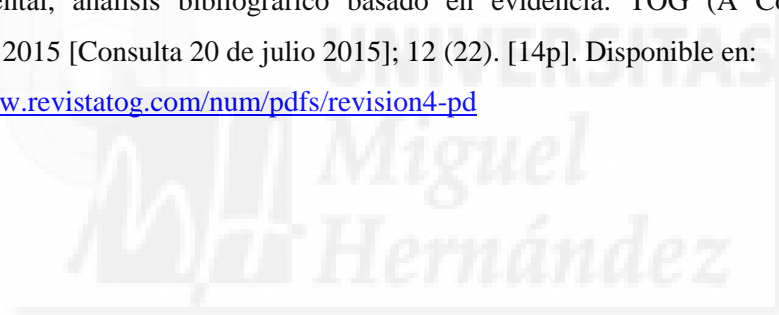 ental, análisis bibliográfico basado en evidencia. TOG (A Co
2015 [Consulta 20 de julio 2015]; 12 (22). [14p]. Disponible en:
w.revistatog.com/num/pdfs/revision4-pd
UNIVERSITAS
Miguel
Hernández